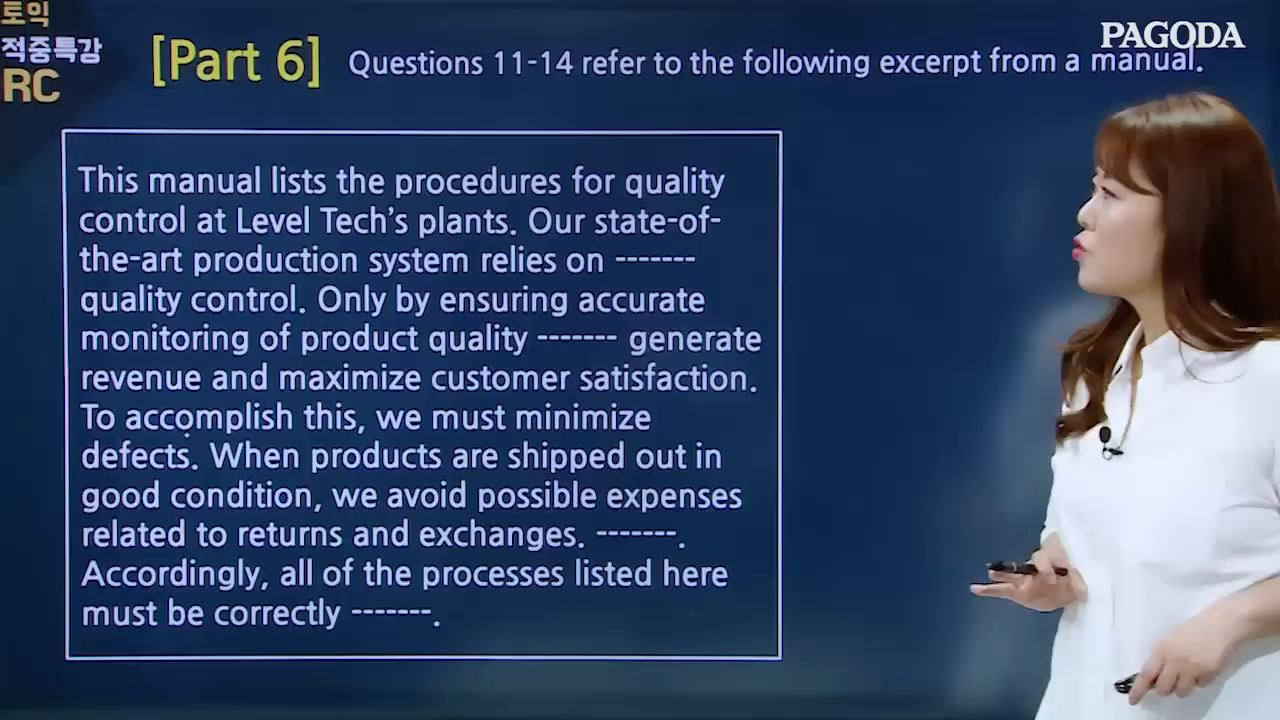 토익
적중특강
RC
[Part 6] Questions 11-14 refer to the following excerpt from a manual.
PAGODA
This manual lists the procedures for quality
control at Level Tech's plants. Our state-of-
the-art production system relies on -------
quality control. Only by ensuring accurate
monitoring of product quality ------- generate
revenue and maximize customer satisfaction.
To accomplish this, we must minimize
defects. When products are shipped out in
good condition, we avoid possible expenses
related to returns and exchanges. -------.
Accordingly, all of the processes listed here
must be correctly -------.